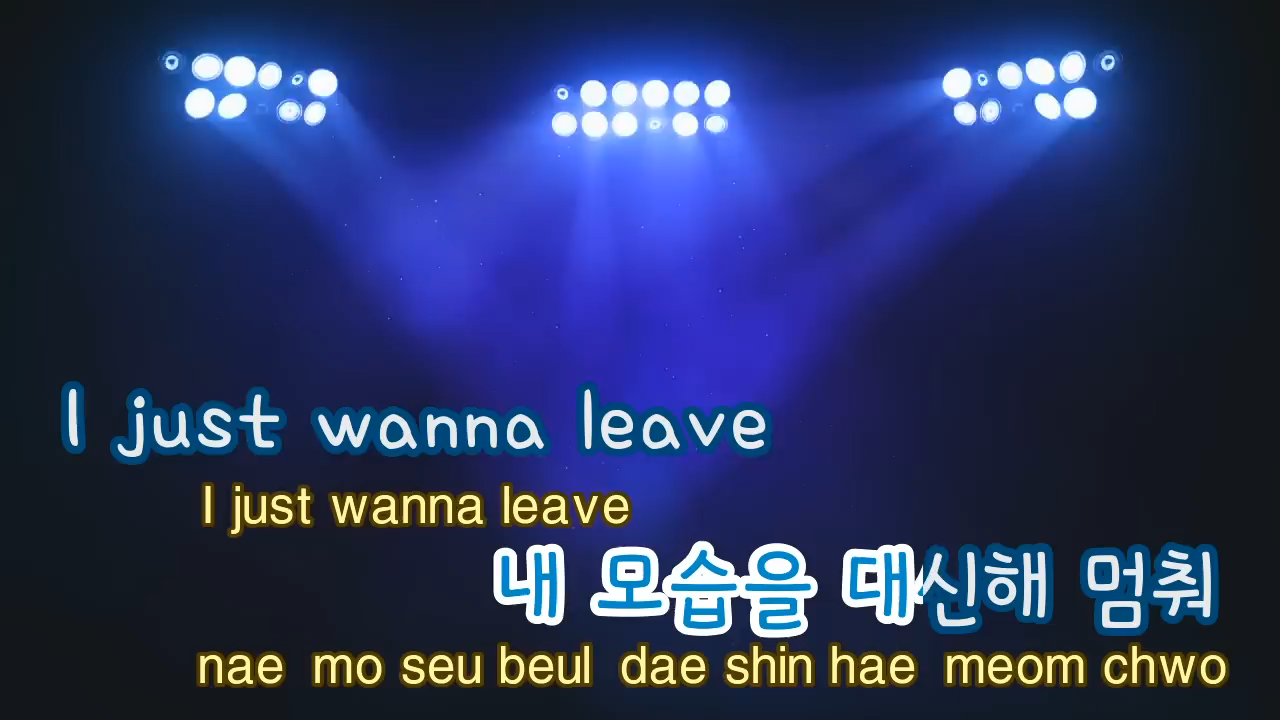 I just wanna leave
I just wanna leave
내 모습을 대신해 멈춰
nae mo seu beul dae shin hae meom chwo